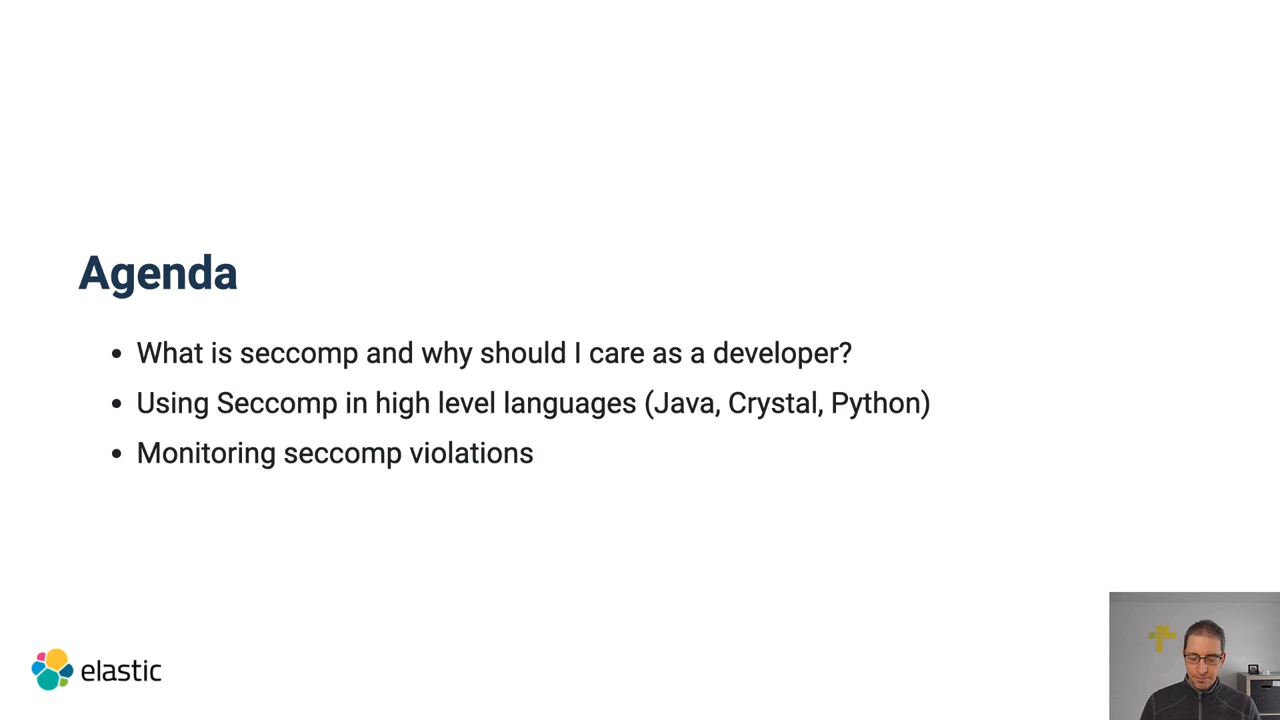 Agenda
• What is seccomp and why should I care as a developer?
• Using Seccomp in high level languages (Java, Crystal, Python)
• Monitoring seccomp violations
elastic